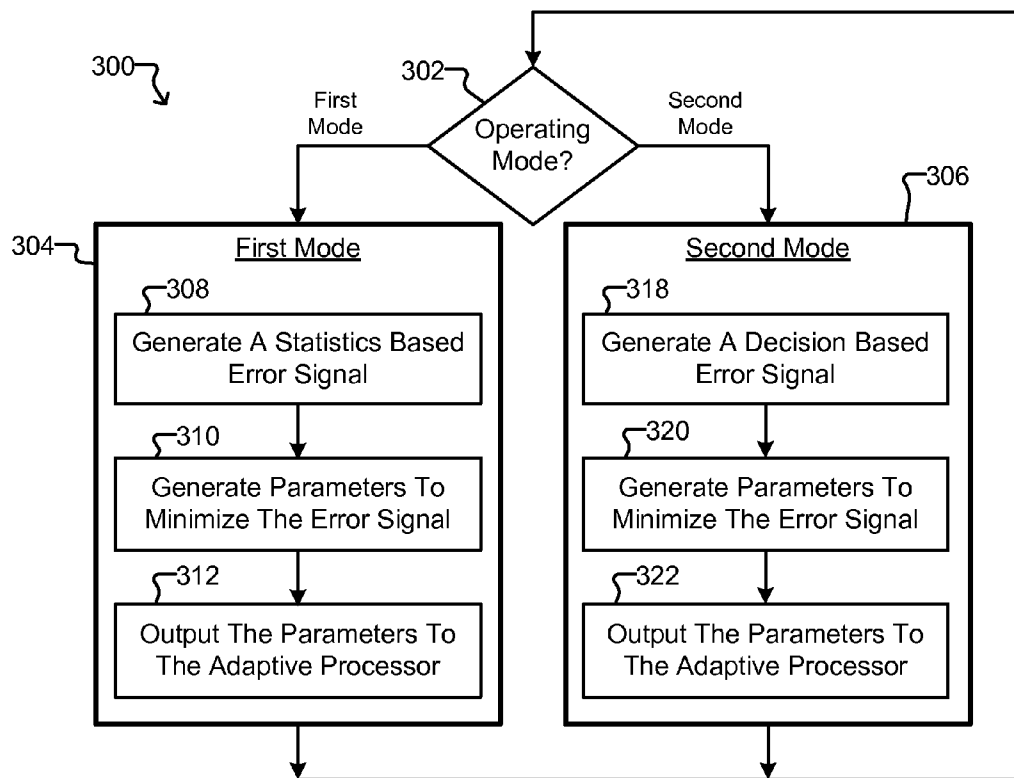 300
302
First
Mode
Operating
Mode?
Second
Mode
304
First Mode
308
Generate A Statistics Based
Error Signal
310
Generate Parameters To
Minimize The Error Signal
312
Output The Parameters To
The Adaptive Processor
306
Second Mode
318
Generate A Decision Based
Error Signal
320
Generate Parameters To
Minimize The Error Signal
322
Output The Parameters To
The Adaptive Processor